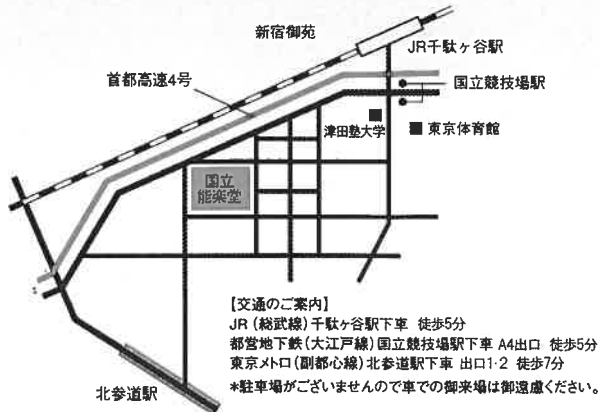 新宿御苑
JR千駄ヶ谷駅
首都高速4号
国立競技場駅
津田塾大学
東京体育館
国立
能楽堂
【交通のご案内】
JR(総武線)千駄ヶ谷駅下車 徒歩5分
都営地下鉄(大江戸線)国立競技場駅下車 A4出口 徒歩5分
東京メトロ(副都心線)北参道駅下車 出口1・2 徒歩7分
*駐車場がございませんので車での御来場は御遠慮ください。
北参道駅